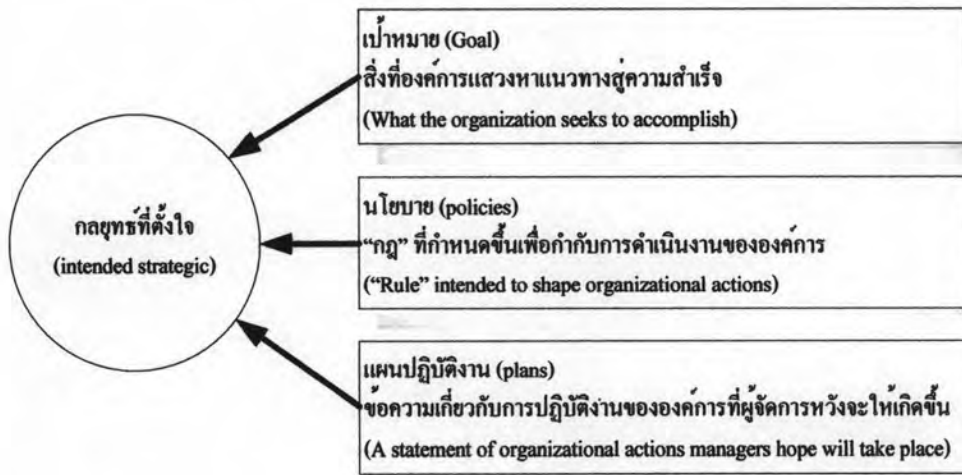 เป้าหมาย (Goal)
สิ่งที่องค์การแสวงหาแนวทางสู่ความสำเร็จ
(What the organization seeks to accomplish)
กลยุทธ์ที่ตั้งใจ
(intended strategic)
นโยบาย (policies)
“กฎ” ที่กำหนดขึ้นเพื่อกำกับการดำเนินงานขององค์การ
(“Rule” intended to shape organizational actions)
แผนปฏิบัติงาน (plans)
ข้อความเกี่ยวกับการปฏิบัติงานขององค์การที่ผู้จัดการหวังจะให้เกิดขึ้น
(A statement of organizational actions managers hope will take place)